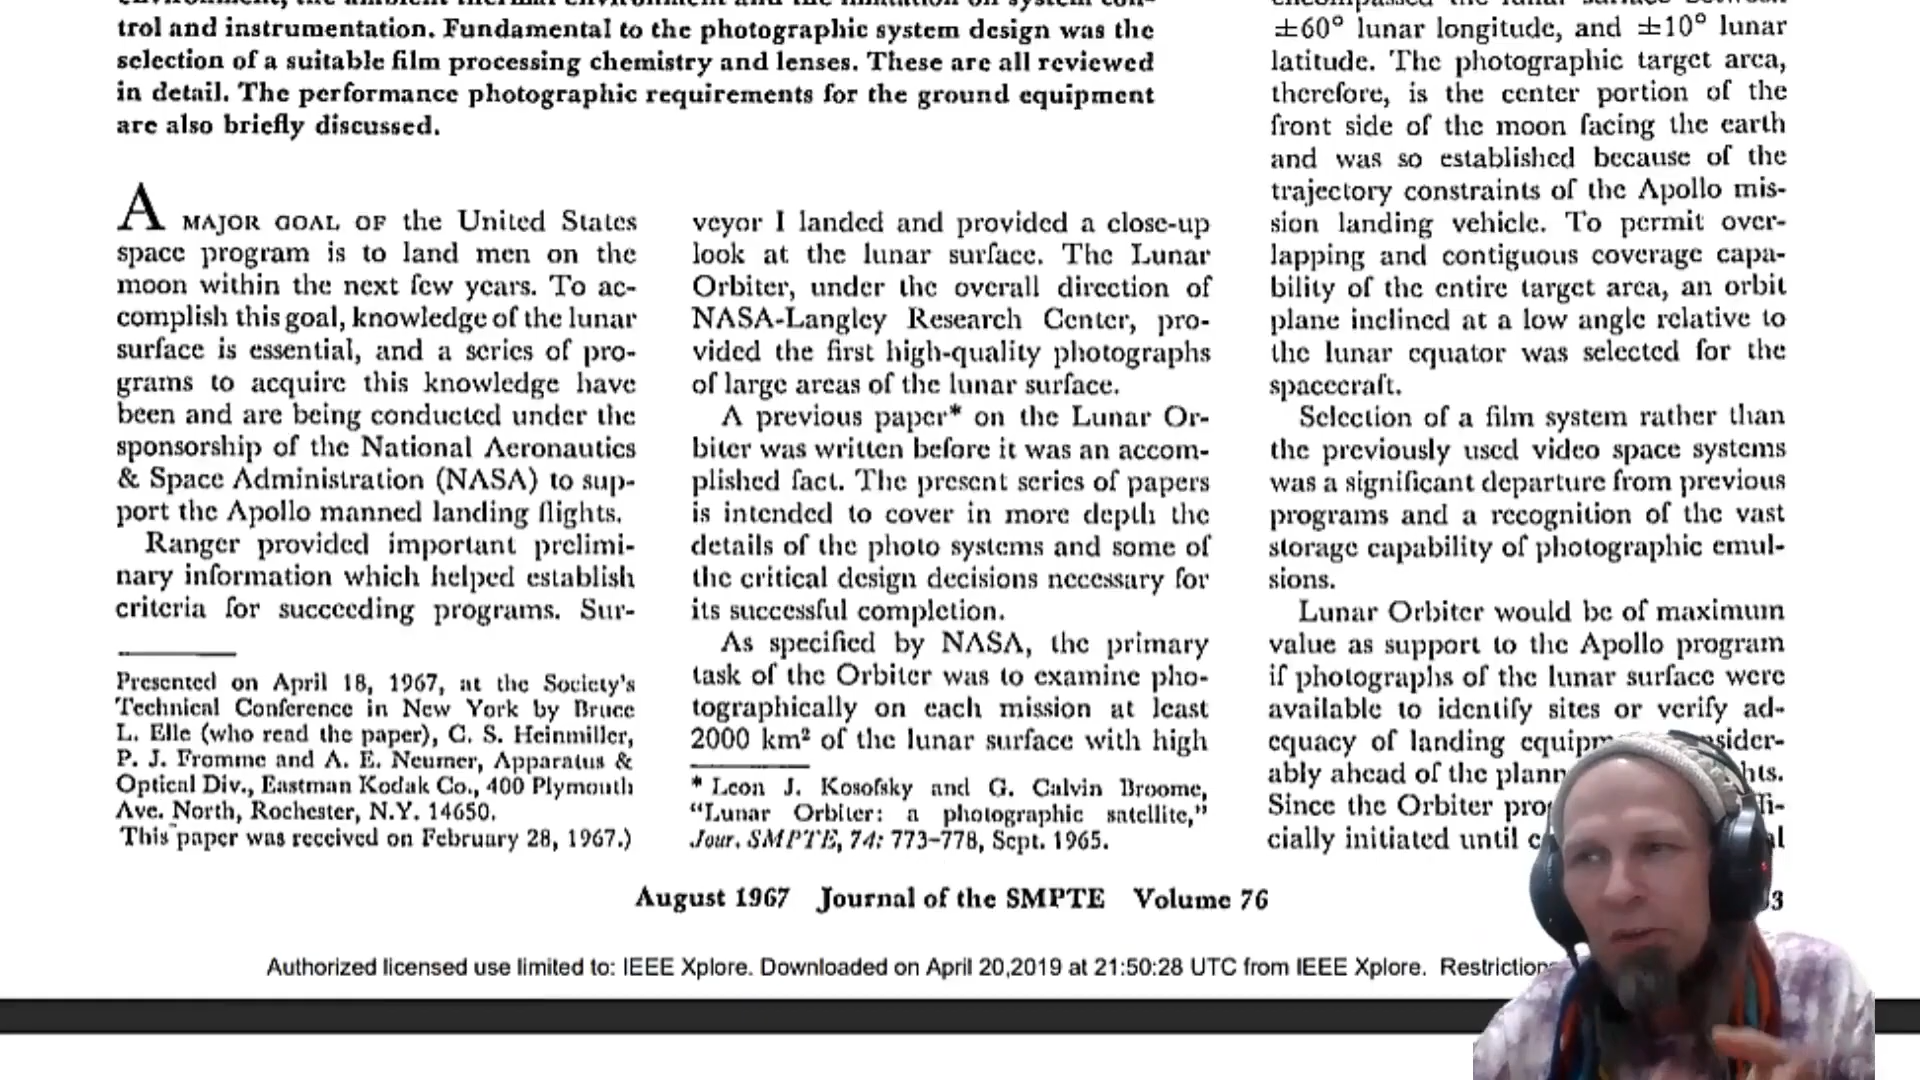 trol and instrumentation. Fundamental to the photographic system design was the
selection of a suitable film processing chemistry and lenses. These are all reviewed
in detail. The performance photographic requirements for the ground equipment
are also briefly discussed.
A MAJOR GOAL OF the United States
space program is to land men on the
moon within the next few years. To ac-
complish this goal, knowledge of the lunar
surface is essential, and a series of pro-
grams to acquire this knowledge have
been and are being conducted under the
sponsorship of the National Aeronautics
& Space Administration (NASA) to sup-
port the Apollo manned landing flights.
Ranger provided important prelimi-
nary information which helped establish
criteria for succeeding programs. Sur-
Presented on April 18, 1967, at the Society's
Technical Conference in New York by Bruce
L. Elle (who read the paper), C. S. Heinmiller,
P. J. Fromme and A. E. Neumer, Apparatus &
Optical Div., Eastman Kodak Co., 400 Plymouth
Ave. North, Rochester, N.Y. 14650.
This paper was received on February 28, 1967.)
veyor I landed and provided a close-up
look at the lunar surface. The Lunar
Orbiter, under the overall direction of
NASA-Langley Research Center, pro-
vided the first high-quality photographs
of large areas of the lunar surface.
A previous paper* on the Lunar Or-
biter was written before it was an accom-
plished fact. The present series of papers
is intended to cover in more depth the
details of the photo systems and some of
the critical design decisions necessary for
its successful completion.
As specified by NASA, the primary
task of the Orbiter was to examine pho-
tographically on each mission at least
2000 km² of the lunar surface with high
* Leon J. Kosofsky and G. Calvin Broome,
"Lunar Orbiter: a photographic satellite,"
Jour. SMPTE, 74: 773-778, Sept. 1965.
±60° lunar longitude, and ±10° lunar
latitude. The photographic target area,
therefore, is the center portion of the
front side of the moon facing the earth
and was so established because of the
trajectory constraints of the Apollo mis-
sion landing vehicle. To permit over-
lapping and contiguous coverage capa-
bility of the entire target area, an orbit
plane inclined at a low angle relative to
the lunar equator was selected for the
spacecraft.
Selection of a film system rather than
the previously used video space systems
was a significant departure from previous
programs and a recognition of the vast
storage capability of photographic emul-
sions.
Lunar Orbiter would be of maximum
value as support to the Apollo program
if photographs of the lunar surface were
available to identify sites or verify ad-
equacy of landing
ably ahead of the
Since the Orbiter
cially initiated until
August 1967 Journal of the SMPTE Volume 76
Authorized licensed use limited to: IEEE Xplore. Downloaded on April 20,2019 at 21:50:28 UTC from IEEE Xplore.